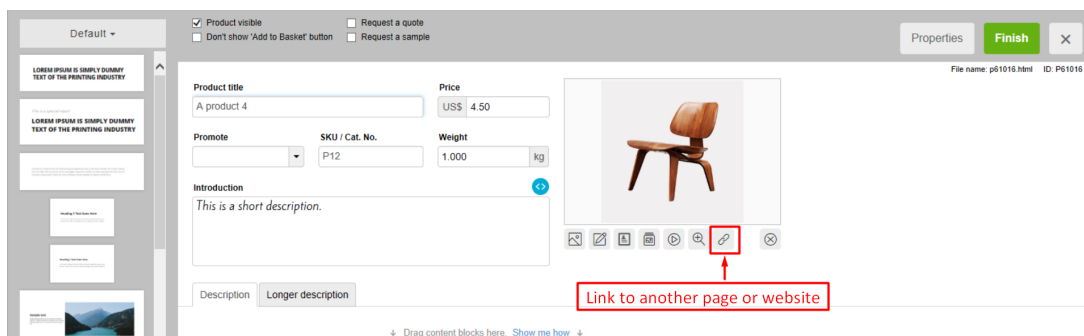 Default
Product visible
Request a quote
Don't show 'Add to Basket' button
Request a sample
Properties
Finish
File name: p61016.html ID: P61016
LOREM IPSUM IS SIMPLY DUMMY
TEXT OF THE PRINTING INDUSTRY
LOREM IPSUM IS SIMPLY DUMMY
TEXT OF THE PRINTING INDUSTRY
Product title
A product 4
Price
US$ 4.50
Promote
SKU / Cat. No.
P12
Weight
1.000 kg
Introduction
This is a short description.
Link to another page or website
Description
Longer description
Drag content blocks here. Show me how